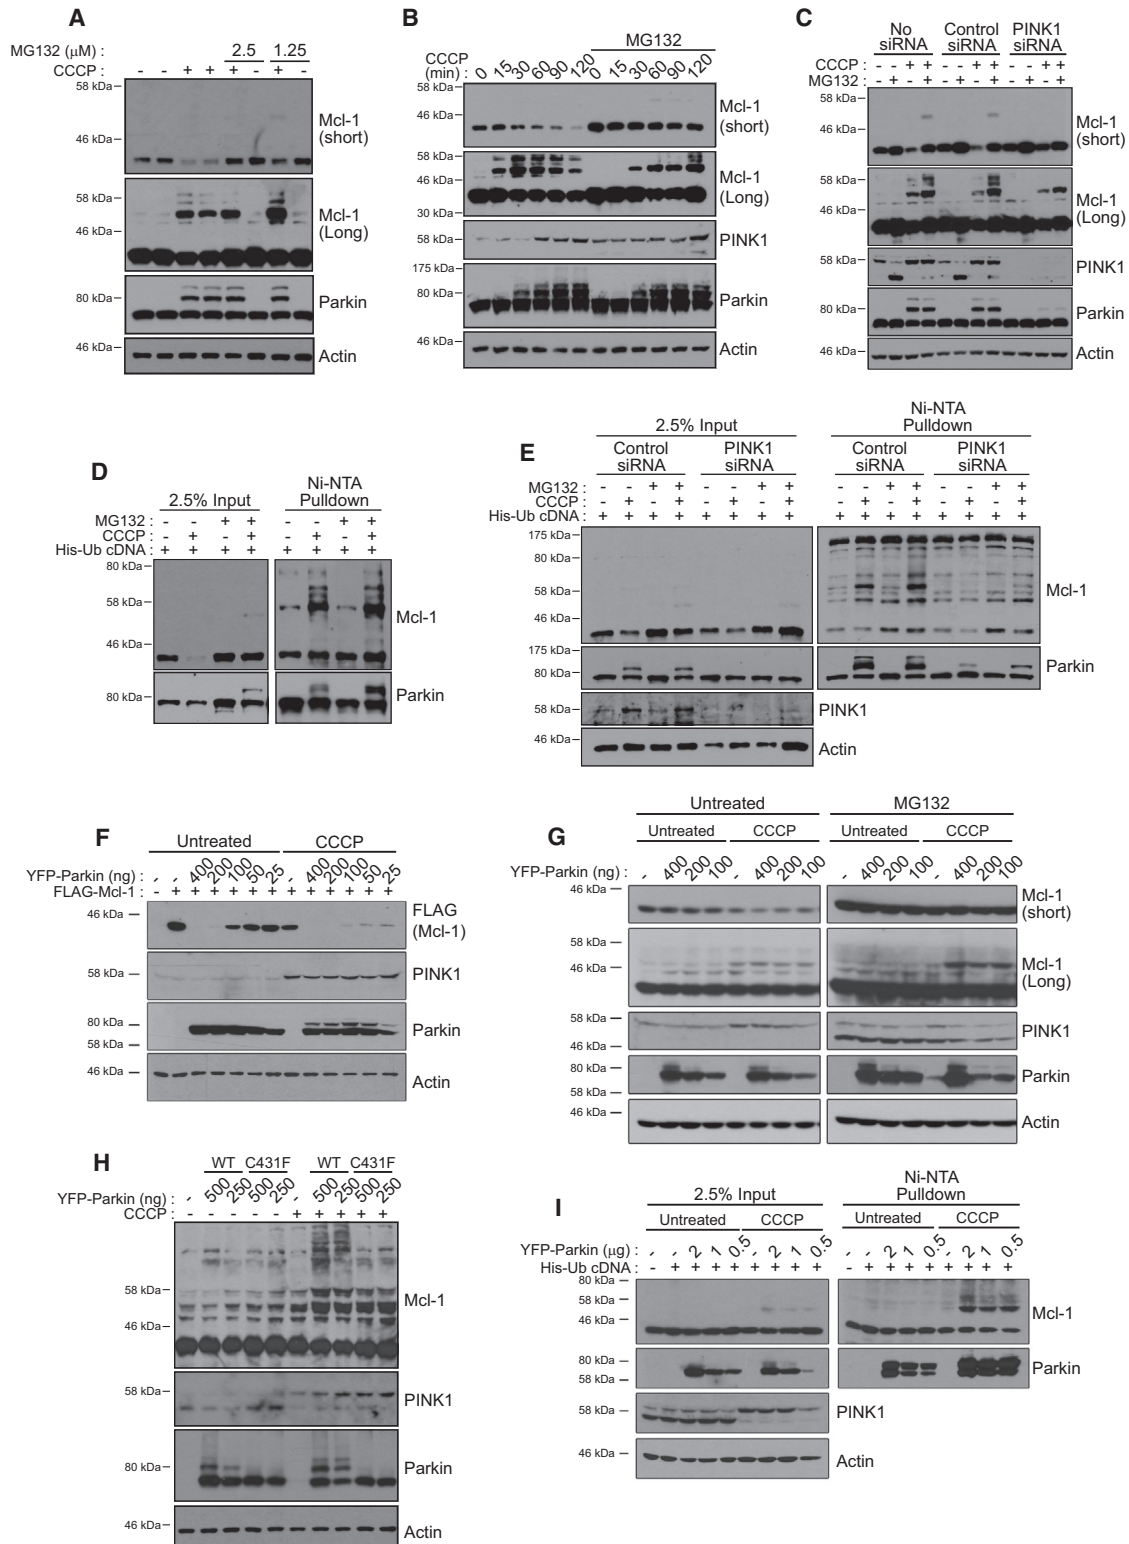 A
MG132 (μM) : 2.5 1.25
CCCP : - - + + + - + -
58 kDa
46 kDa
Mcl-1
(short)
58 kDa
46 kDa
Mcl-1
(Long)
80 kDa
Parkin
46 kDa
Actin
B
MG132
CCCP
(min) : 0 15 30 60 90 120 0 15 30 60 90 120
58 kDa
46 kDa
Mcl-1
(short)
58 kDa
46 kDa
30 kDa
Mcl-1
(Long)
58 kDa
PINK1
175 kDa
80 kDa
Parkin
46 kDa
Actin
C
No
siRNA
Control
siRNA
PINK1
siRNA
CCCP : - - + + - - + + - - + +
MG132 : - + - + - + - + - + - +
58 kDa
46 kDa
Mcl-1
(short)
58 kDa
46 kDa
Mcl-1
(Long)
58 kDa
PINK1
80 kDa
Parkin
46 kDa
Actin
D
2.5% Input
Ni-NTA
Pulldown
MG132 : - - + + - - + +
CCCP : - + - + - + - +
His-Ub cDNA : + + + + + + + +
80 kDa
58 kDa
46 kDa
Mcl-1
80 kDa
Parkin
E
2.5% Input
Ni-NTA
Pulldown
Control
siRNA
PINK1
siRNA
Control
siRNA
PINK1
siRNA
MG132 : - - + + - - + + - - + + - - + +
CCCP : - + - + - + - + - + - + - + - +
His-Ub cDNA : + + + + + + + + + + + + + + + +
175 kDa
80 kDa
58 kDa
46 kDa
Mcl-1
175 kDa
80 kDa
Parkin
58 kDa
PINK1
46 kDa
Actin
F
Untreated CCCP
YFP-Parkin (ng) : - - 400 200 100 50 25 - 400 200 100 50 25
FLAG-Mcl-1 : - + + + + + + + + + + + +
46 kDa
FLAG
(Mcl-1)
58 kDa
PINK1
80 kDa
58 kDa
Parkin
46 kDa
Actin
G
Untreated MG132
Untreated CCCP Untreated CCCP
YFP-Parkin (ng) : - 400 200 100 - 400 200 100 - 400 200 100 - 400 200 100
46 kDa
Mcl-1
(short)
58 kDa
46 kDa
Mcl-1
(Long)
58 kDa
46 kDa
PINK1
80 kDa
58 kDa
Parkin
46 kDa
Actin
H
WT C431F WT C431F
YFP-Parkin (ng) : - 500 250 500 250 - 500 250 500 250
CCCP : - - - - - + + + + +
58 kDa
46 kDa
Mcl-1
58 kDa
PINK1
80 kDa
Parkin
46 kDa
Actin
I
2.5% Input
Ni-NTA
Pulldown
Untreated CCCP Untreated CCCP
YFP-Parkin (μg) : - - 2 1 0.5 - 2 1 0.5 - - 2 1 0.5 - 2 1 0.5
His-Ub cDNA : - + + + + + + + + - + + + + + + + +
80 kDa
58 kDa
46 kDa
Mcl-1
80 kDa
58 kDa
Parkin
58 kDa
PINK1
46 kDa
Actin